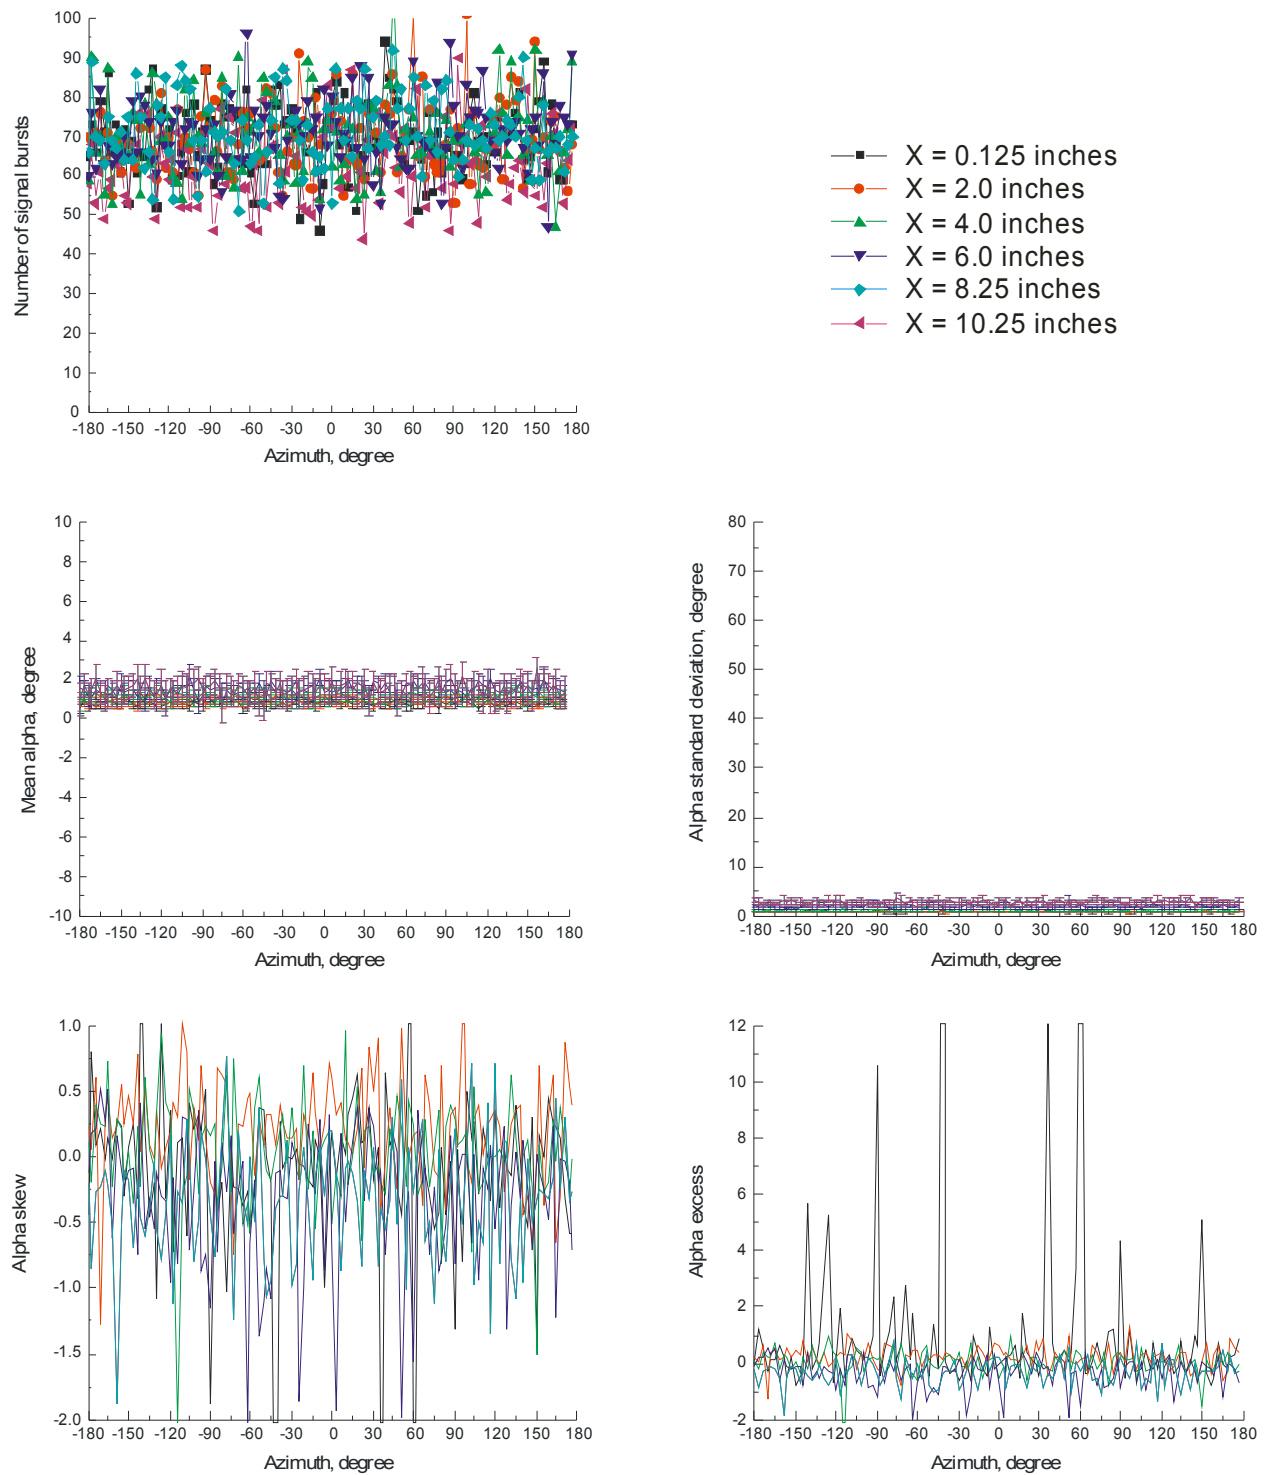 100
90
80
70
60
50
40
30
20
10
0
Number of signal bursts
-180 -150 -120 -90 -60 -30 0 30 60 90 120 150 180
Azimuth, degree
X = 0.125 inches
X = 2.0 inches
X = 4.0 inches
X = 6.0 inches
X = 8.25 inches
X = 10.25 inches
10
8
6
4
2
0
-2
-4
-6
-8
-10
Mean alpha, degree
-180 -150 -120 -90 -60 -30 0 30 60 90 120 150 180
Azimuth, degree
80
70
60
50
40
30
20
10
0
Alpha standard deviation, degree
-180 -150 -120 -90 -60 -30 0 30 60 90 120 150 180
Azimuth, degree
1.0
0.5
0.0
-0.5
-1.0
-1.5
-2.0
Alpha skew
-180 -150 -120 -90 -60 -30 0 30 60 90 120 150 180
Azimuth, degree
12
10
8
6
4
2
0
-2
Alpha excess
-180 -150 -120 -90 -60 -30 0 30 60 90 120 150 180
Azimuth, degree